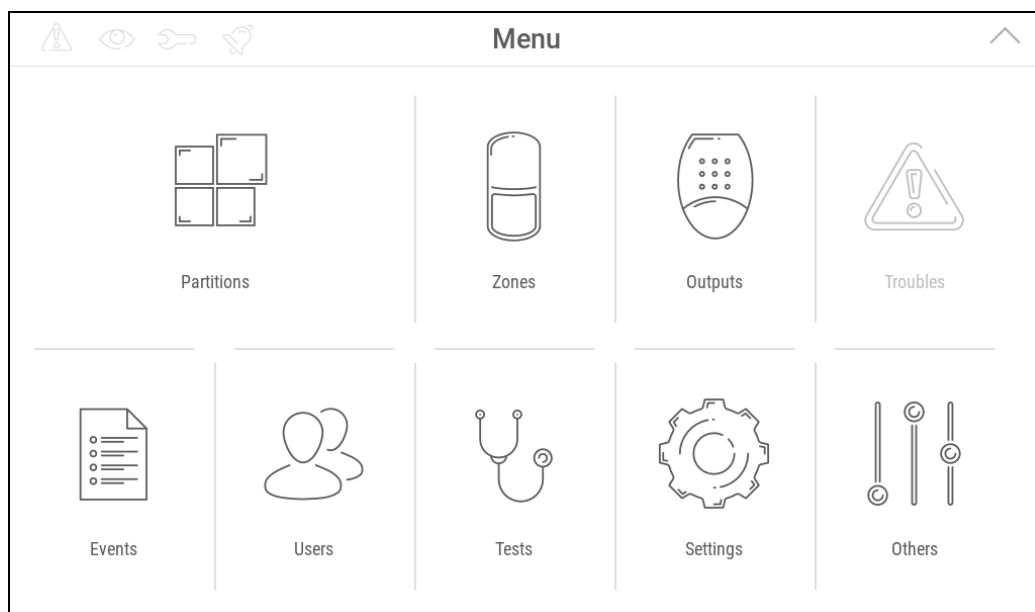 Menu
Partitions
Zones
Outputs
Troubles
Events
Users
Tests
Settings
Others